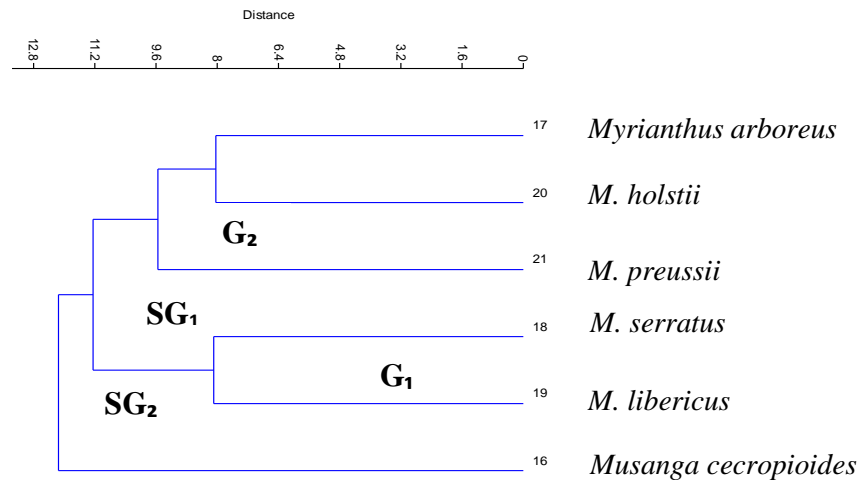 Distance
12.8 11.2 9.6 8 6.4 4.8 3.2 1.6 0
17 Myrianthus arboreus
20 M. holstii
G₂
21 M. preussii
SG₁
18 M. serratus
G₁
19 M. libericus
SG₂
16 Musanga cecropioides